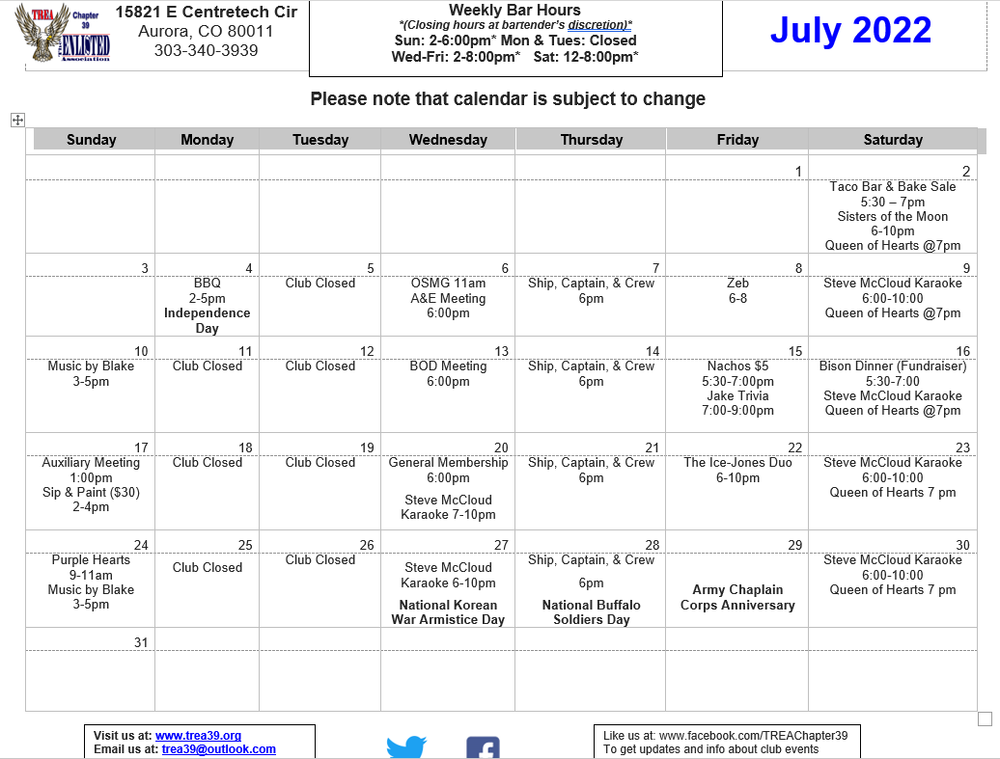 TREA
Chapter
39
THE
ENLISTED
Association
15821 E Centretech Cir
Aurora, CO 80011
303-340-3939
Weekly Bar Hours
*(Closing hours at bartender's discretion)*
Sun: 2-6:00pm* Mon & Tues: Closed
Wed-Fri: 2-8:00pm* Sat: 12-8:00pm*
July 2022
Please note that calendar is subject to change
Sunday Monday Tuesday Wednesday Thursday Friday Saturday
1
2
Taco Bar & Bake Sale
5:30 – 7pm
Sisters of the Moon
6-10pm
Queen of Hearts @7pm
3
4
BBQ
2-5pm
Independence
Day
5
Club Closed
6
OSMG 11am
A&E Meeting
6:00pm
7
Ship, Captain, & Crew
6pm
8
Zeb
6-8
9
Steve McCloud Karaoke
6:00-10:00
Queen of Hearts @7pm
10
Music by Blake
3-5pm
11
Club Closed
12
Club Closed
13
BOD Meeting
6:00pm
14
Ship, Captain, & Crew
6pm
15
Nachos $5
5:30-7:00pm
Jake Trivia
7:00-9:00pm
16
Bison Dinner (Fundraiser)
5:30-7:00
Steve McCloud Karaoke
Queen of Hearts @7pm
17
Auxiliary Meeting
1:00pm
Sip & Paint ($30)
2-4pm
18
Club Closed
19
Club Closed
20
General Membership
6:00pm
Steve McCloud
Karaoke 7-10pm
21
Ship, Captain, & Crew
6pm
22
The Ice-Jones Duo
6-10pm
23
Steve McCloud Karaoke
6:00-10:00
Queen of Hearts 7 pm
24
Purple Hearts
9-11am
Music by Blake
3-5pm
25
Club Closed
26
Club Closed
27
Steve McCloud
Karaoke 6-10pm
National Korean
War Armistice Day
28
Ship, Captain, & Crew
6pm
National Buffalo
Soldiers Day
29
Army Chaplain
Corps Anniversary
30
Steve McCloud Karaoke
6:00-10:00
Queen of Hearts 7 pm
31
Visit us at: www.trea39.org
Email us at: trea39@outlook.com
Like us at: www.facebook.com/TREAChapter39
To get updates and info about club events